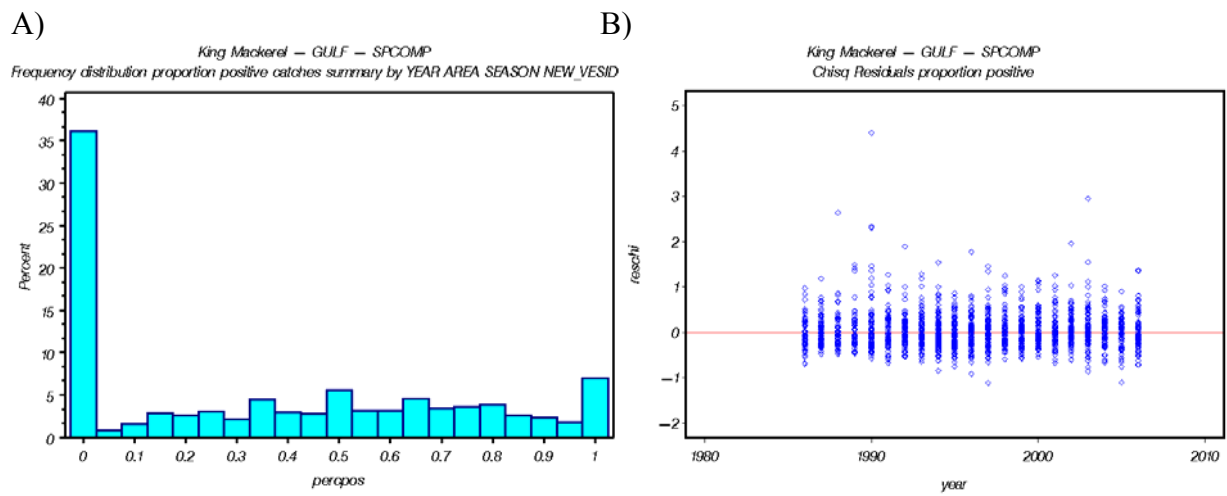 A)
King Mackerel – GULF – SPCOMP
Frequency distribution proportion positive catches summary by YEAR AREA SEASON NEW_VESID
Percent
40
35
30
25
20
15
10
5
0
0 0.1 0.2 0.3 0.4 0.5 0.6 0.7 0.8 0.9 1
percpos
B)
King Mackerel – GULF – SPCOMP
Chisq Residuals proportion positive
reschi
5
4
3
2
1
0
–1
–2
1980 1990 2000 2010
year